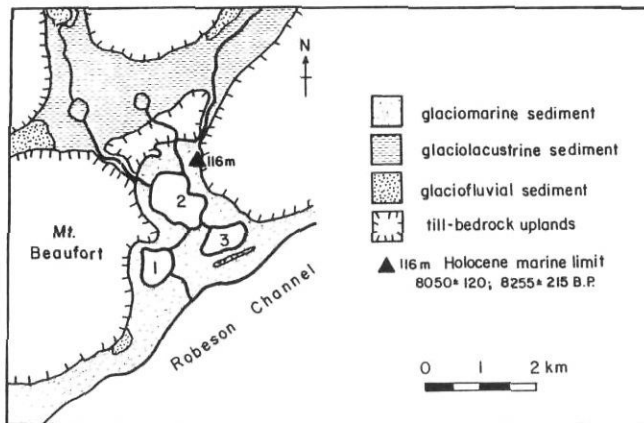 N
116m
Mt.
Beaufort
2
3
1
Robeson Channel
glaciomarine sediment
glaciolacustrine sediment
glaciofluvial sediment
till-bedrock uplands
116m Holocene marine limit
8050± 120; 8255± 215 B.P.
0 1 2 km